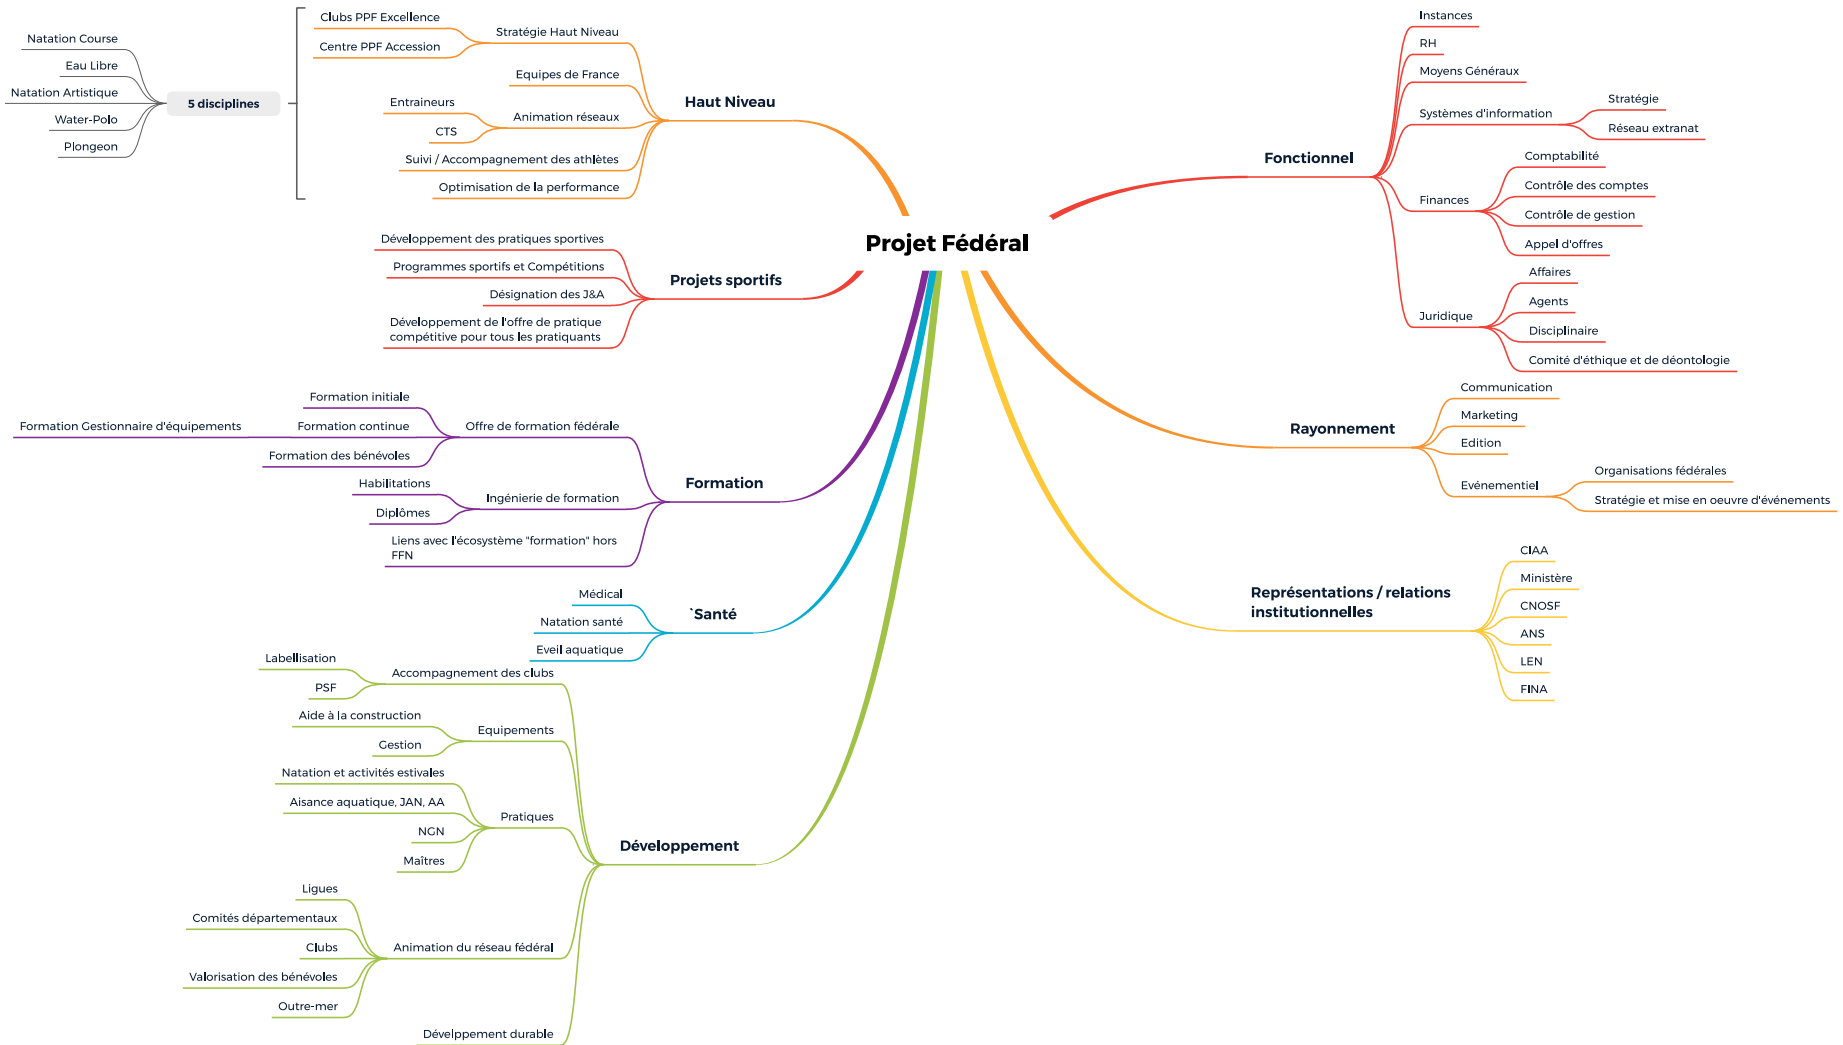 Projet Fédéral
Haut Niveau
Stratégie Haut Niveau
Clubs PPF Excellence
Centre PPF Accession
Equipes de France
Animation réseaux
Entraineurs
CTS
Suivi / Accompagnement des athlètes
Optimisation de la performance
5 disciplines
Natation Course
Eau Libre
Natation Artistique
Water-Polo
Plongeon
Projets sportifs
Développement des pratiques sportives
Programmes sportifs et Compétitions
Désignation des J&A
Développement de l'offre de pratique
compétitive pour tous les pratiquants
Formation
Offre de formation fédérale
Formation initiale
Formation continue
Formation Gestionnaire d'équipements
Formation des bénévoles
Ingénierie de formation
Habilitations
Diplômes
Liens avec l'écosystème "formation" hors
FFN
`Santé
Médical
Natation santé
Eveil aquatique
Développement
Accompagnement des clubs
Labellisation
PSF
Equipements
Aide à la construction
Gestion
Pratiques
Natation et activités estivales
Aisance aquatique, JAN, AA
NGN
Maîtres
Animation du réseau fédéral
Ligues
Comités départementaux
Clubs
Valorisation des bénévoles
Outre-mer
Dévelppement durable
Fonctionnel
Instances
RH
Moyens Généraux
Systèmes d'information
Stratégie
Réseau extranat
Finances
Comptabilité
Contrôle des comptes
Contrôle de gestion
Appel d'offres
Juridique
Affaires
Agents
Disciplinaire
Comité d'éthique et de déontologie
Rayonnement
Communication
Marketing
Edition
Evénementiel
Organisations fédérales
Stratégie et mise en oeuvre d'événements
Représentations / relations
institutionnelles
CIAA
Ministère
CNOSF
ANS
LEN
FINA